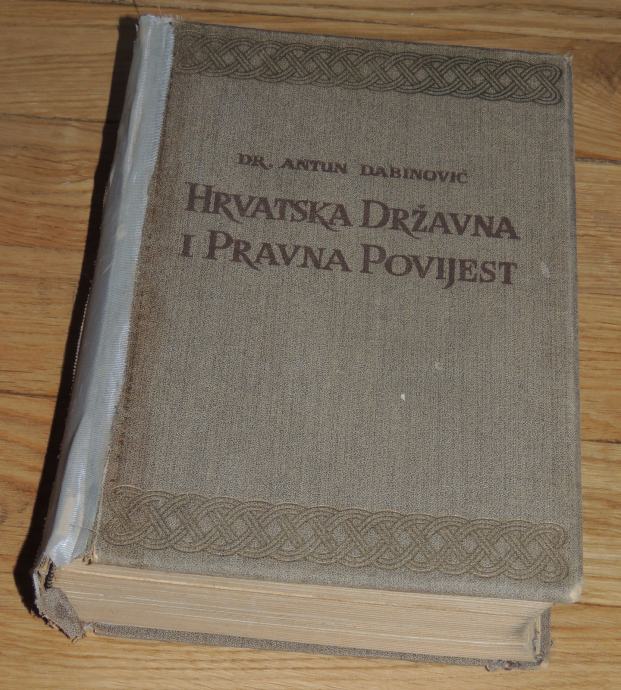 DR. ANTUN DABINOVIĆ
HRVATSKA DRŽAVNA
I PRAVNA POVIJEST